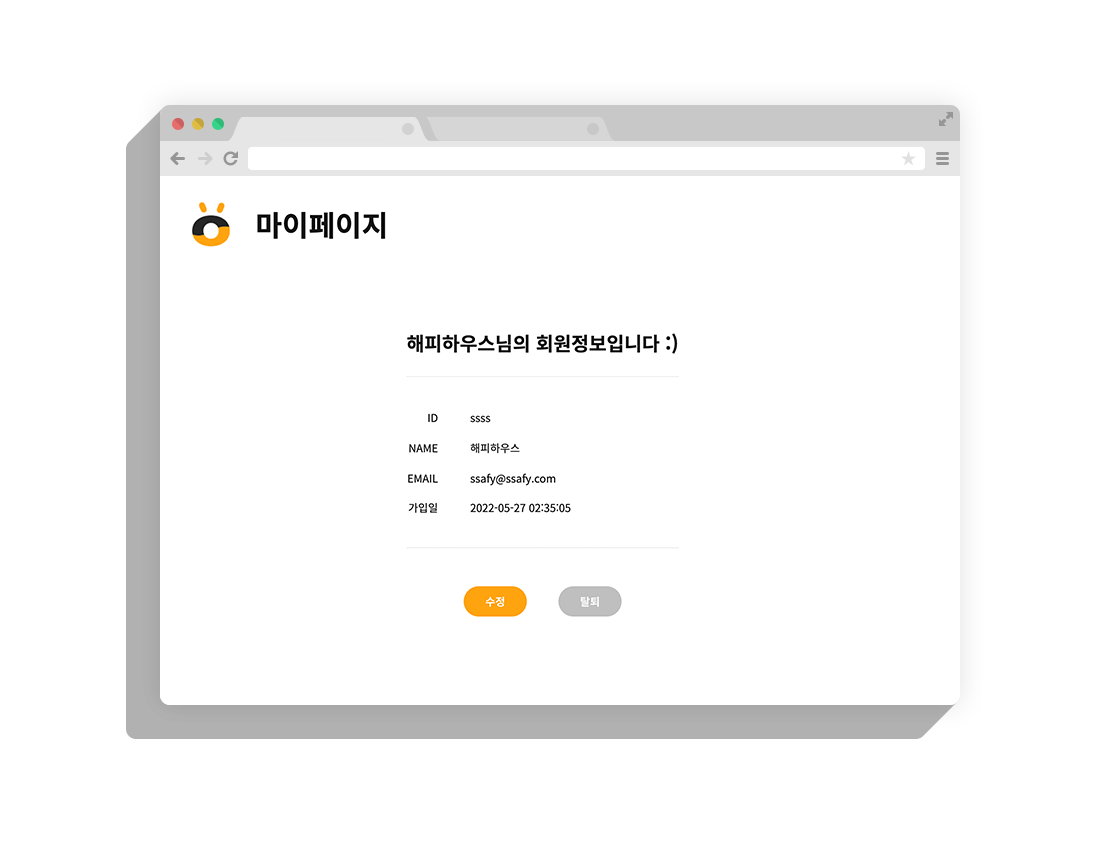 마이페이지
해피하우스님의 회원정보입니다 :)
ID ssss
NAME 해피하우스
EMAIL ssafy@ssafy.com
가입일 2022-05-27 02:35:05
수정 탈퇴